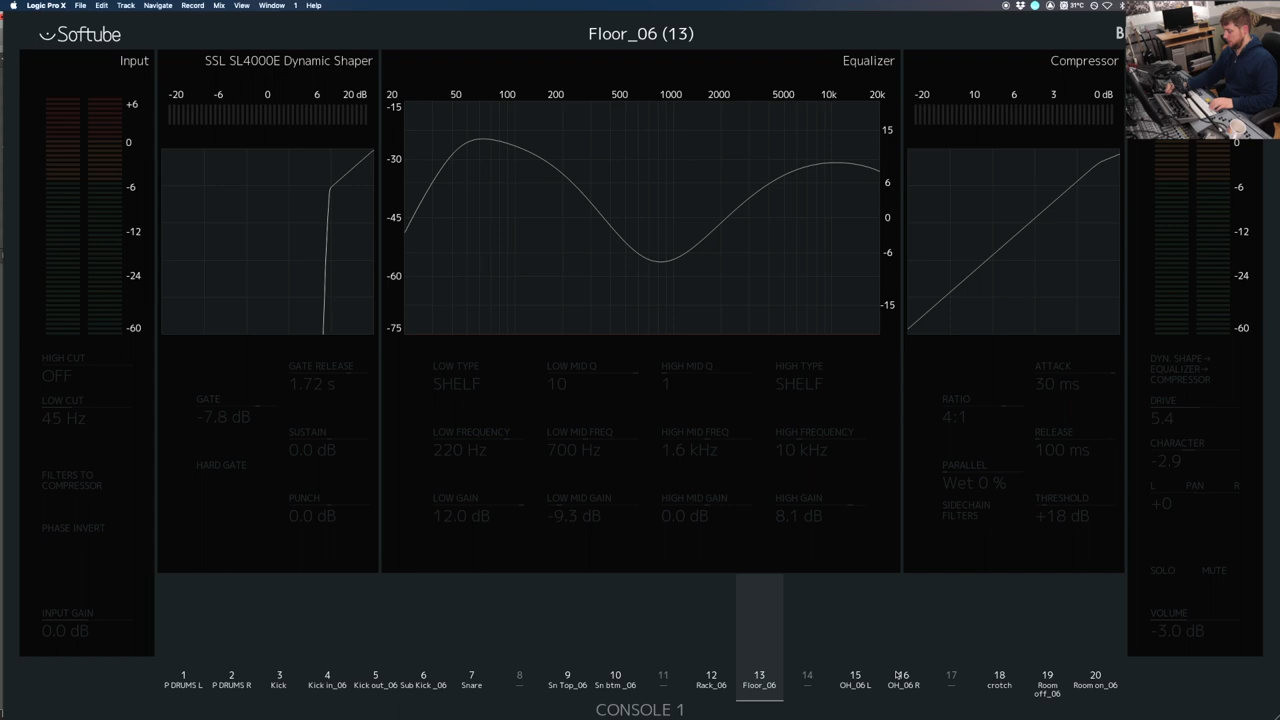 Logic Pro X File Edit Track Navigate Record Mix View Window 1 Help
31°C
Softube
Floor_06 (13)
Input
SSL SL4000E Dynamic Shaper
Equalizer
Compressor
-20 -6 0 6 20 dB
20 50 100 200 500 1000 2000 5000 10k 20k
-20 10 6 3 0 dB
+6
0
-6
-12
-24
-60
-15
-30
-45
-60
-75
15
6
0
-6
-15
0
-6
-12
-24
-60
HIGH CUT
OFF
LOW CUT
45 Hz
FILTERS TO
COMPRESSOR
PHASE INVERT
INPUT GAIN
0.0 dB
GATE RELEASE
1.72 s
GATE
-7.8 dB
SUSTAIN
0.0 dB
HARD GATE
PUNCH
0.0 dB
LOW TYPE
SHELF
LOW MID Q
10
HIGH MID Q
1
HIGH TYPE
SHELF
LOW FREQUENCY
220 Hz
LOW MID FREQ
700 Hz
HIGH MID FREQ
1.6 kHz
HIGH FREQUENCY
10 kHz
LOW GAIN
12.0 dB
LOW MID GAIN
-9.3 dB
HIGH MID GAIN
0.0 dB
HIGH GAIN
8.1 dB
ATTACK
30 ms
RATIO
4:1
RELEASE
100 ms
PARALLEL
Wet 0 %
SIDECHAIN
FILTERS
THRESHOLD
+18 dB
DYN. SHAPE→
EQUALIZER→
COMPRESSOR
DRIVE
5.4
CHARACTER
-2.9
L PAN R
+0
SOLO MUTE
VOLUME
-3.0 dB
1 2 3 4 5 6 7 8 9 10 11 12 13 14 15 16 17 18 19 20
P DRUMS L P DRUMS R Kick Kick in_06 Kick out_06 Sub Kick _06 Snare — Sn Top_06 Sn btm _06 — Rack_06 Floor_06 — OH_06 L OH_06 R — crotch Room off_06 Room on_06
CONSOLE 1